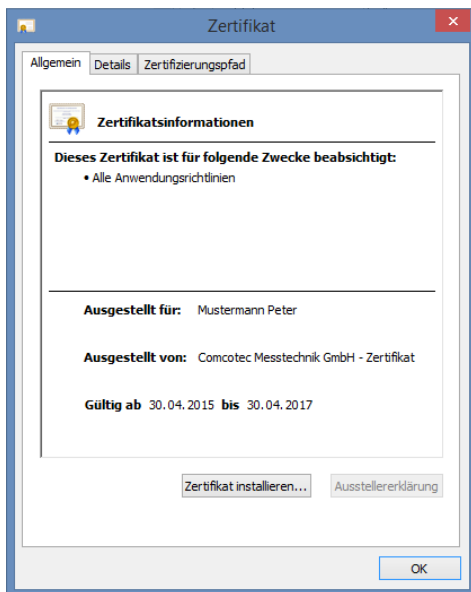 Zertifikat
Allgemein Details Zertifizierungspfad
Zertifikatsinformationen
Dieses Zertifikat ist für folgende Zwecke beabsichtigt:
• Alle Anwendungsrichtlinien
Ausgestellt für: Mustermann Peter
Ausgestellt von: Comcotec Messtechnik GmbH - Zertifikat
Gültig ab 30.04.2015 bis 30.04.2017
Zertifikat installieren... Ausstellererklärung
OK